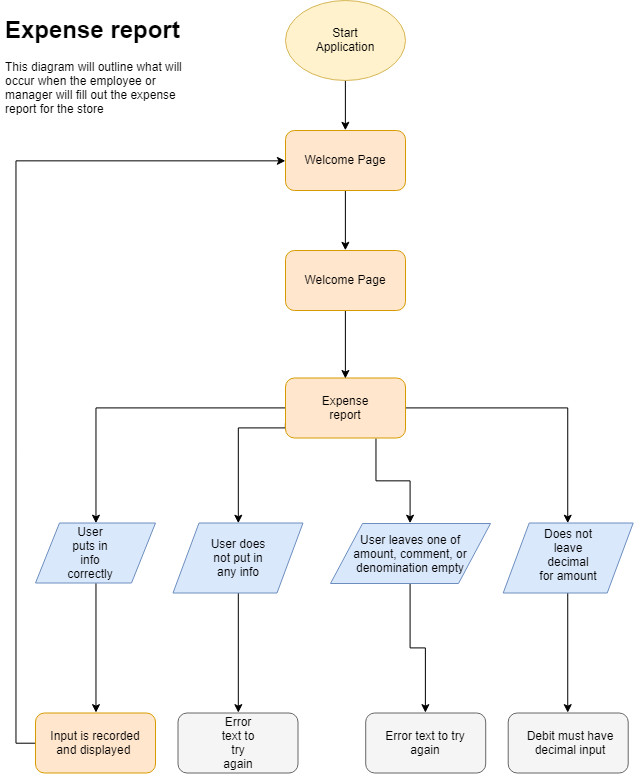 Expense report
This diagram will outline what will
occur when the employee or
manager will fill out the expense
report for the store
Start
Application
Welcome Page
Welcome Page
Expense
report
User
puts in
info
correctly
User does
not put in
any info
User leaves one of
amount, comment, or
denomination empty
Does not
leave
decimal
for amount
Input is recorded
and displayed
Error
text to
try
again
Error text to try
again
Debit must have
decimal input